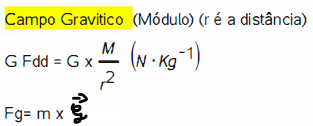 Campo Gravitico (Módulo) (r é a distância)
G Fdd = G x M/r² (N·Kg⁻¹)
Fg= m x